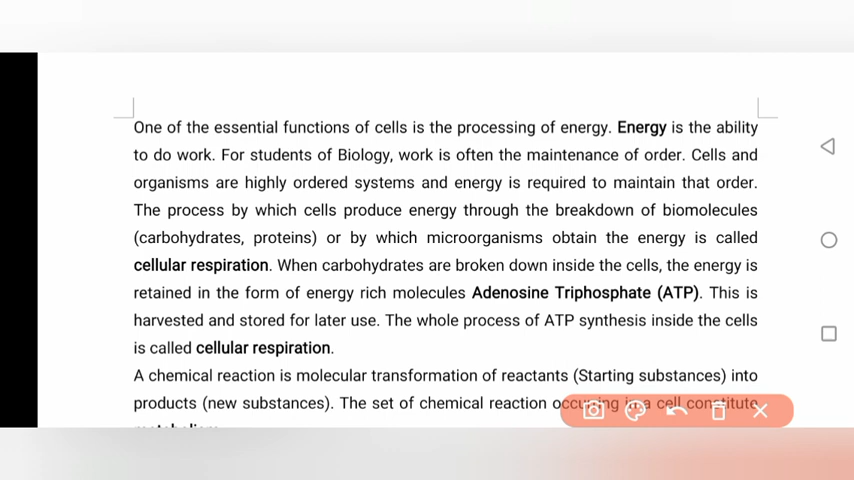 One of the essential functions of cells is the processing of energy. Energy is the ability
to do work. For students of Biology, work is often the maintenance of order. Cells and
organisms are highly ordered systems and energy is required to maintain that order.
The process by which cells produce energy through the breakdown of biomolecules
(carbohydrates, proteins) or by which microorganisms obtain the energy is called
cellular respiration. When carbohydrates are broken down inside the cells, the energy is
retained in the form of energy rich molecules Adenosine Triphosphate (ATP). This is
harvested and stored for later use. The whole process of ATP synthesis inside the cells
is called cellular respiration.
A chemical reaction is molecular transformation of reactants (Starting substances) into
products (new substances). The set of chemical reaction occurring in a cell constitute